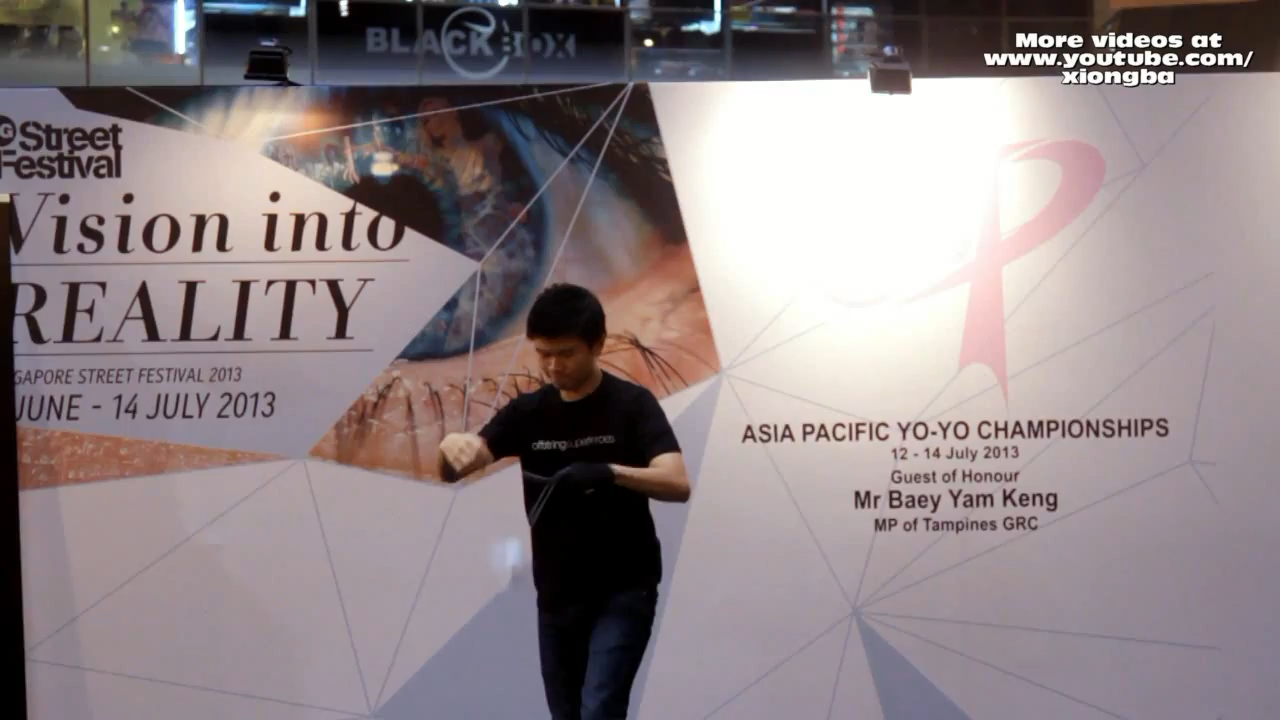 BLACK BOX
More videos at
www.youtube.com/
xiongba
Street
Festival
Vision into
REALITY
GAPORE STREET FESTIVAL 2013
JUNE - 14 JULY 2013
offstringsuperheroes
ASIA PACIFIC YO-YO CHAMPIONSHIPS
12 - 14 July 2013
Guest of Honour
Mr Baey Yam Keng
MP of Tampines GRC